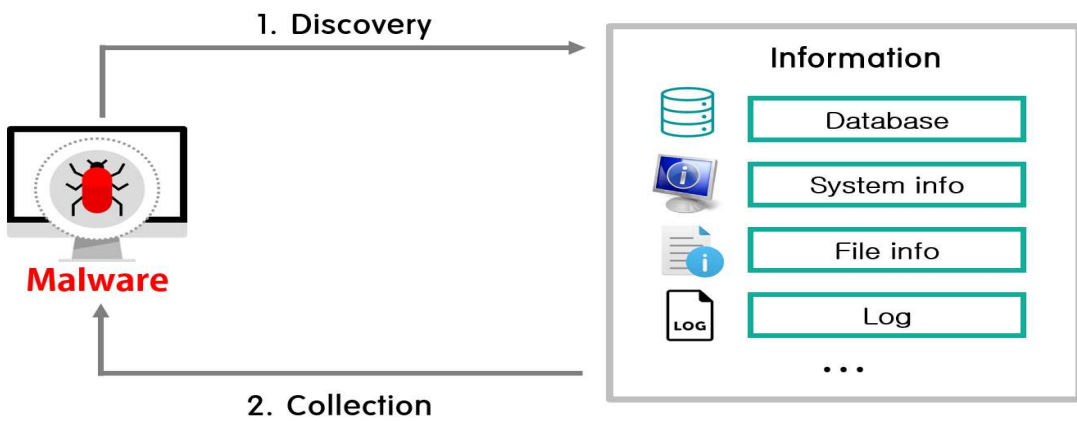 1. Discovery
Information
Database
System info
File info
Malware
LOG
Log
...
2. Collection